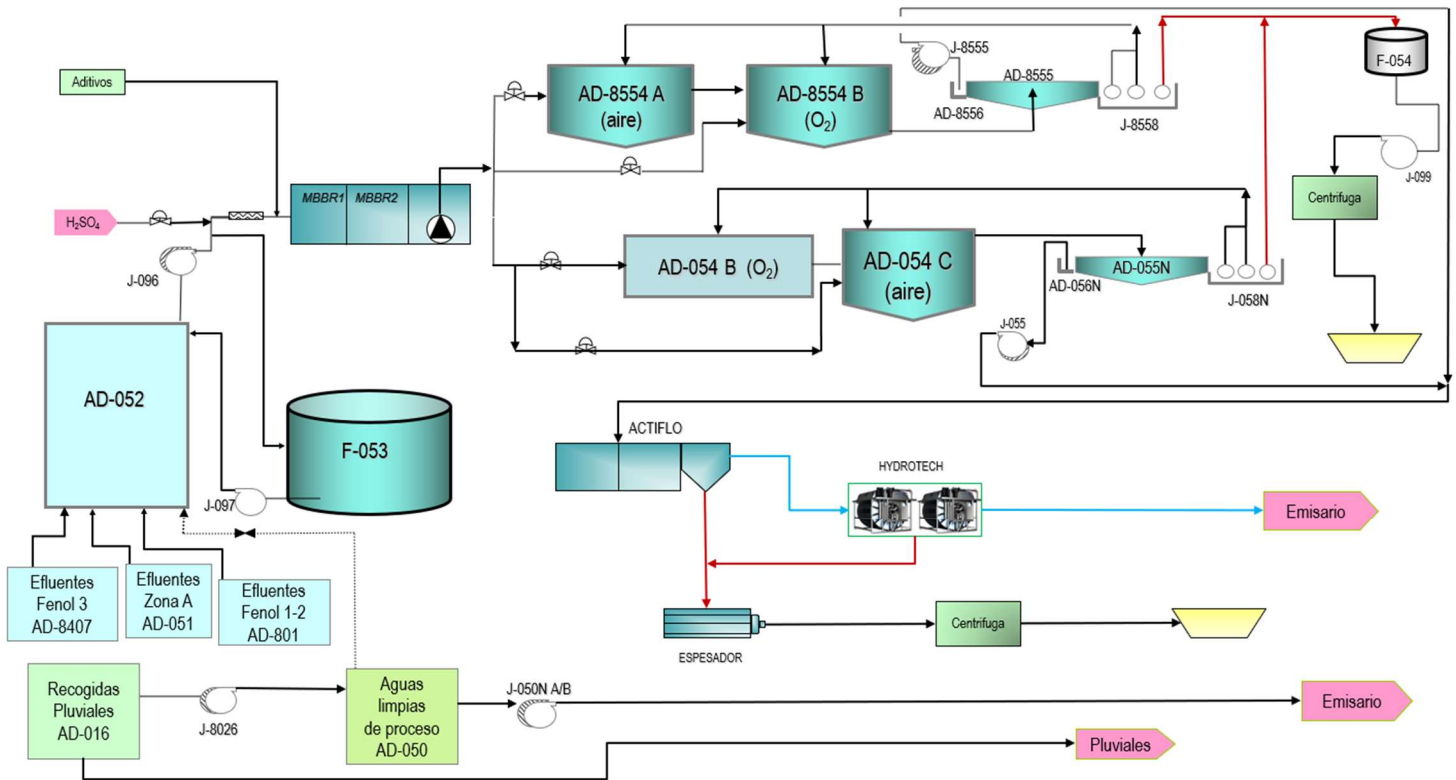 Aditivos
H₂SO₄
J-096
MBBR1
MBBR2
AD-8554 A
(aire)
AD-8554 B
(O₂)
J-8555
AD-8555
AD-8556
J-8558
F-054
J-099
Centrifuga
AD-054 B (O₂)
AD-054 C
(aire)
AD-055N
AD-056N
J-058N
J-055
AD-052
F-053
J-097
ACTIFLO
HYDROTECH
Emisario
Efluentes
Fenol 3
AD-8407
Efluentes
Zona A
AD-051
Efluentes
Fenol 1-2
AD-801
ESPESADOR
Centrifuga
Recogidas
Pluviales
AD-016
J-8026
Aguas
limpias
de proceso
AD-050
J-050N A/B
Emisario
Pluviales